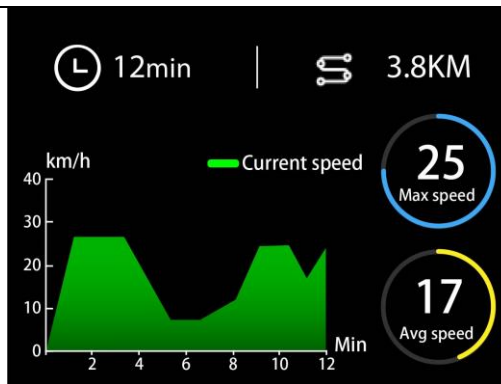 12min
3.8KM
km/h
Current speed
40
30
20
10
0
2 4 6 8 10 12
Min
25
Max speed
17
Avg speed